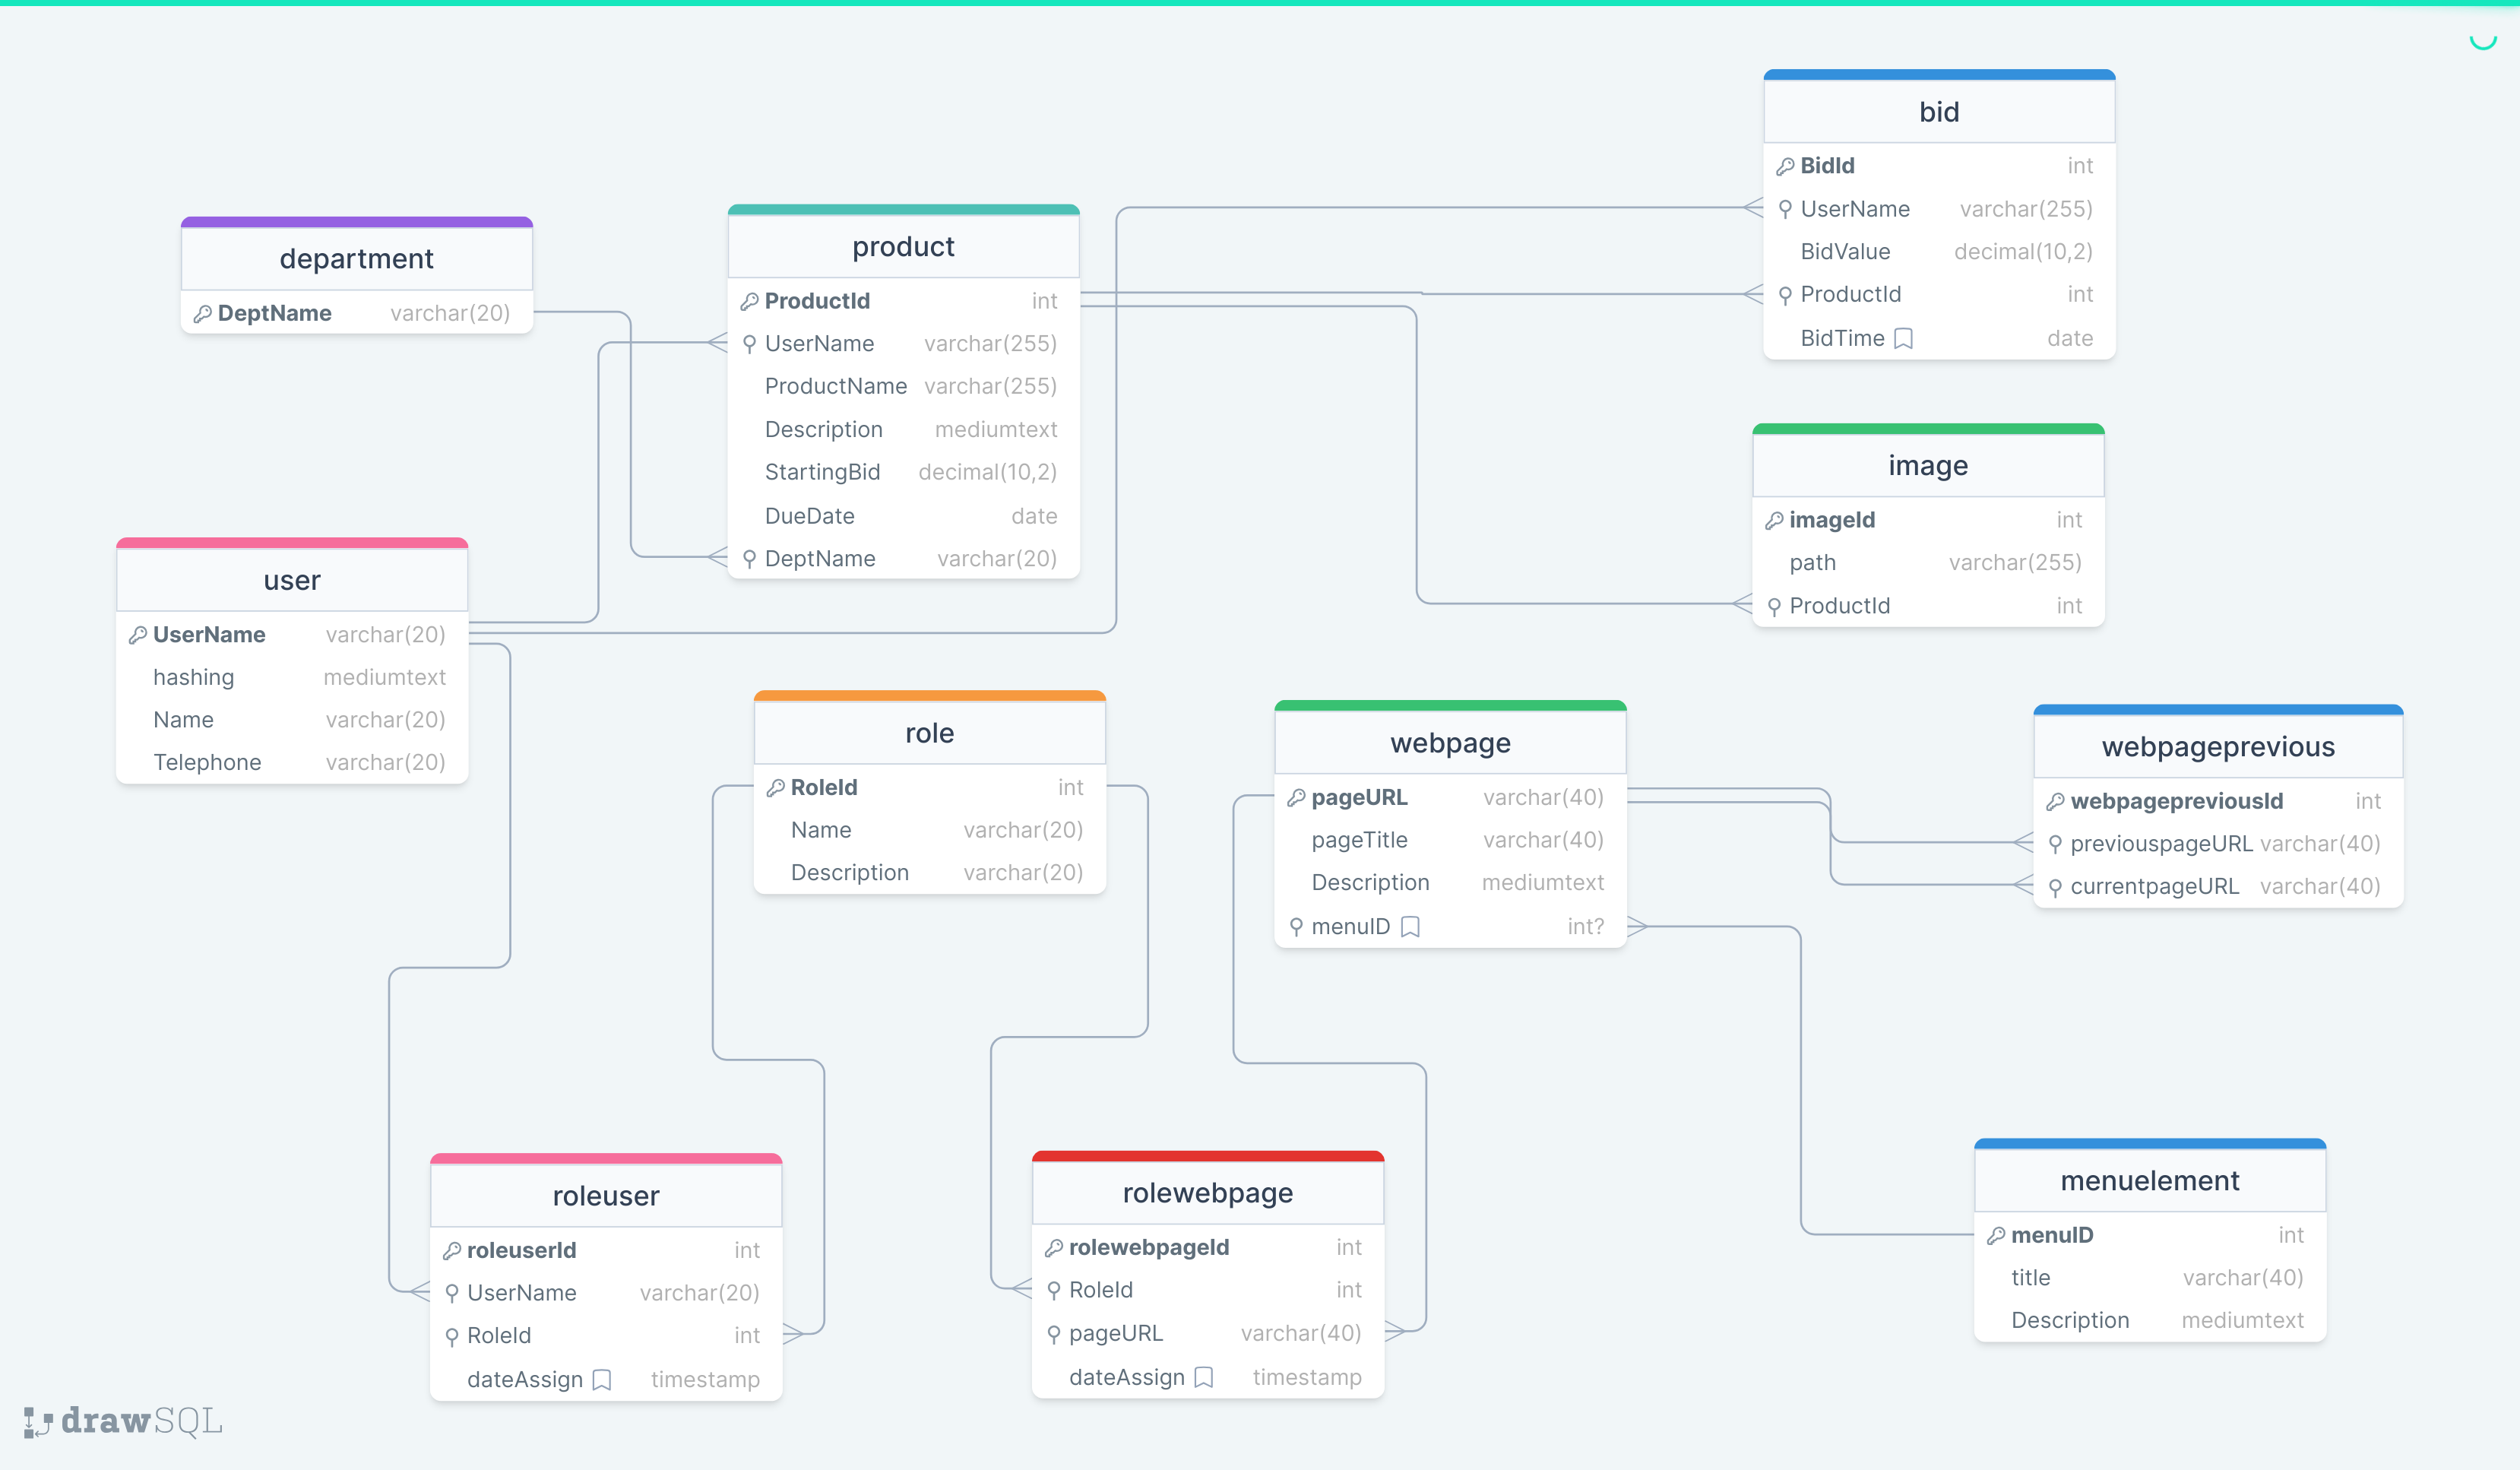 department
DeptName varchar(20)
product
ProductId int
UserName varchar(255)
ProductName varchar(255)
Description mediumtext
StartingBid decimal(10,2)
DueDate date
DeptName varchar(20)
bid
BidId int
UserName varchar(255)
BidValue decimal(10,2)
ProductId int
BidTime date
image
imageId int
path varchar(255)
ProductId int
user
UserName varchar(20)
hashing mediumtext
Name varchar(20)
Telephone varchar(20)
role
RoleId int
Name varchar(20)
Description varchar(20)
webpage
pageURL varchar(40)
pageTitle varchar(40)
Description mediumtext
menuID int?
webpageprevious
webpagepreviousId int
previouspageURL varchar(40)
currentpageURL varchar(40)
roleuser
roleuserId int
UserName varchar(20)
RoleId int
dateAssign timestamp
rolewebpage
rolewebpageId int
RoleId int
pageURL varchar(40)
dateAssign timestamp
menuelement
menuID int
title varchar(40)
Description mediumtext
drawSQL